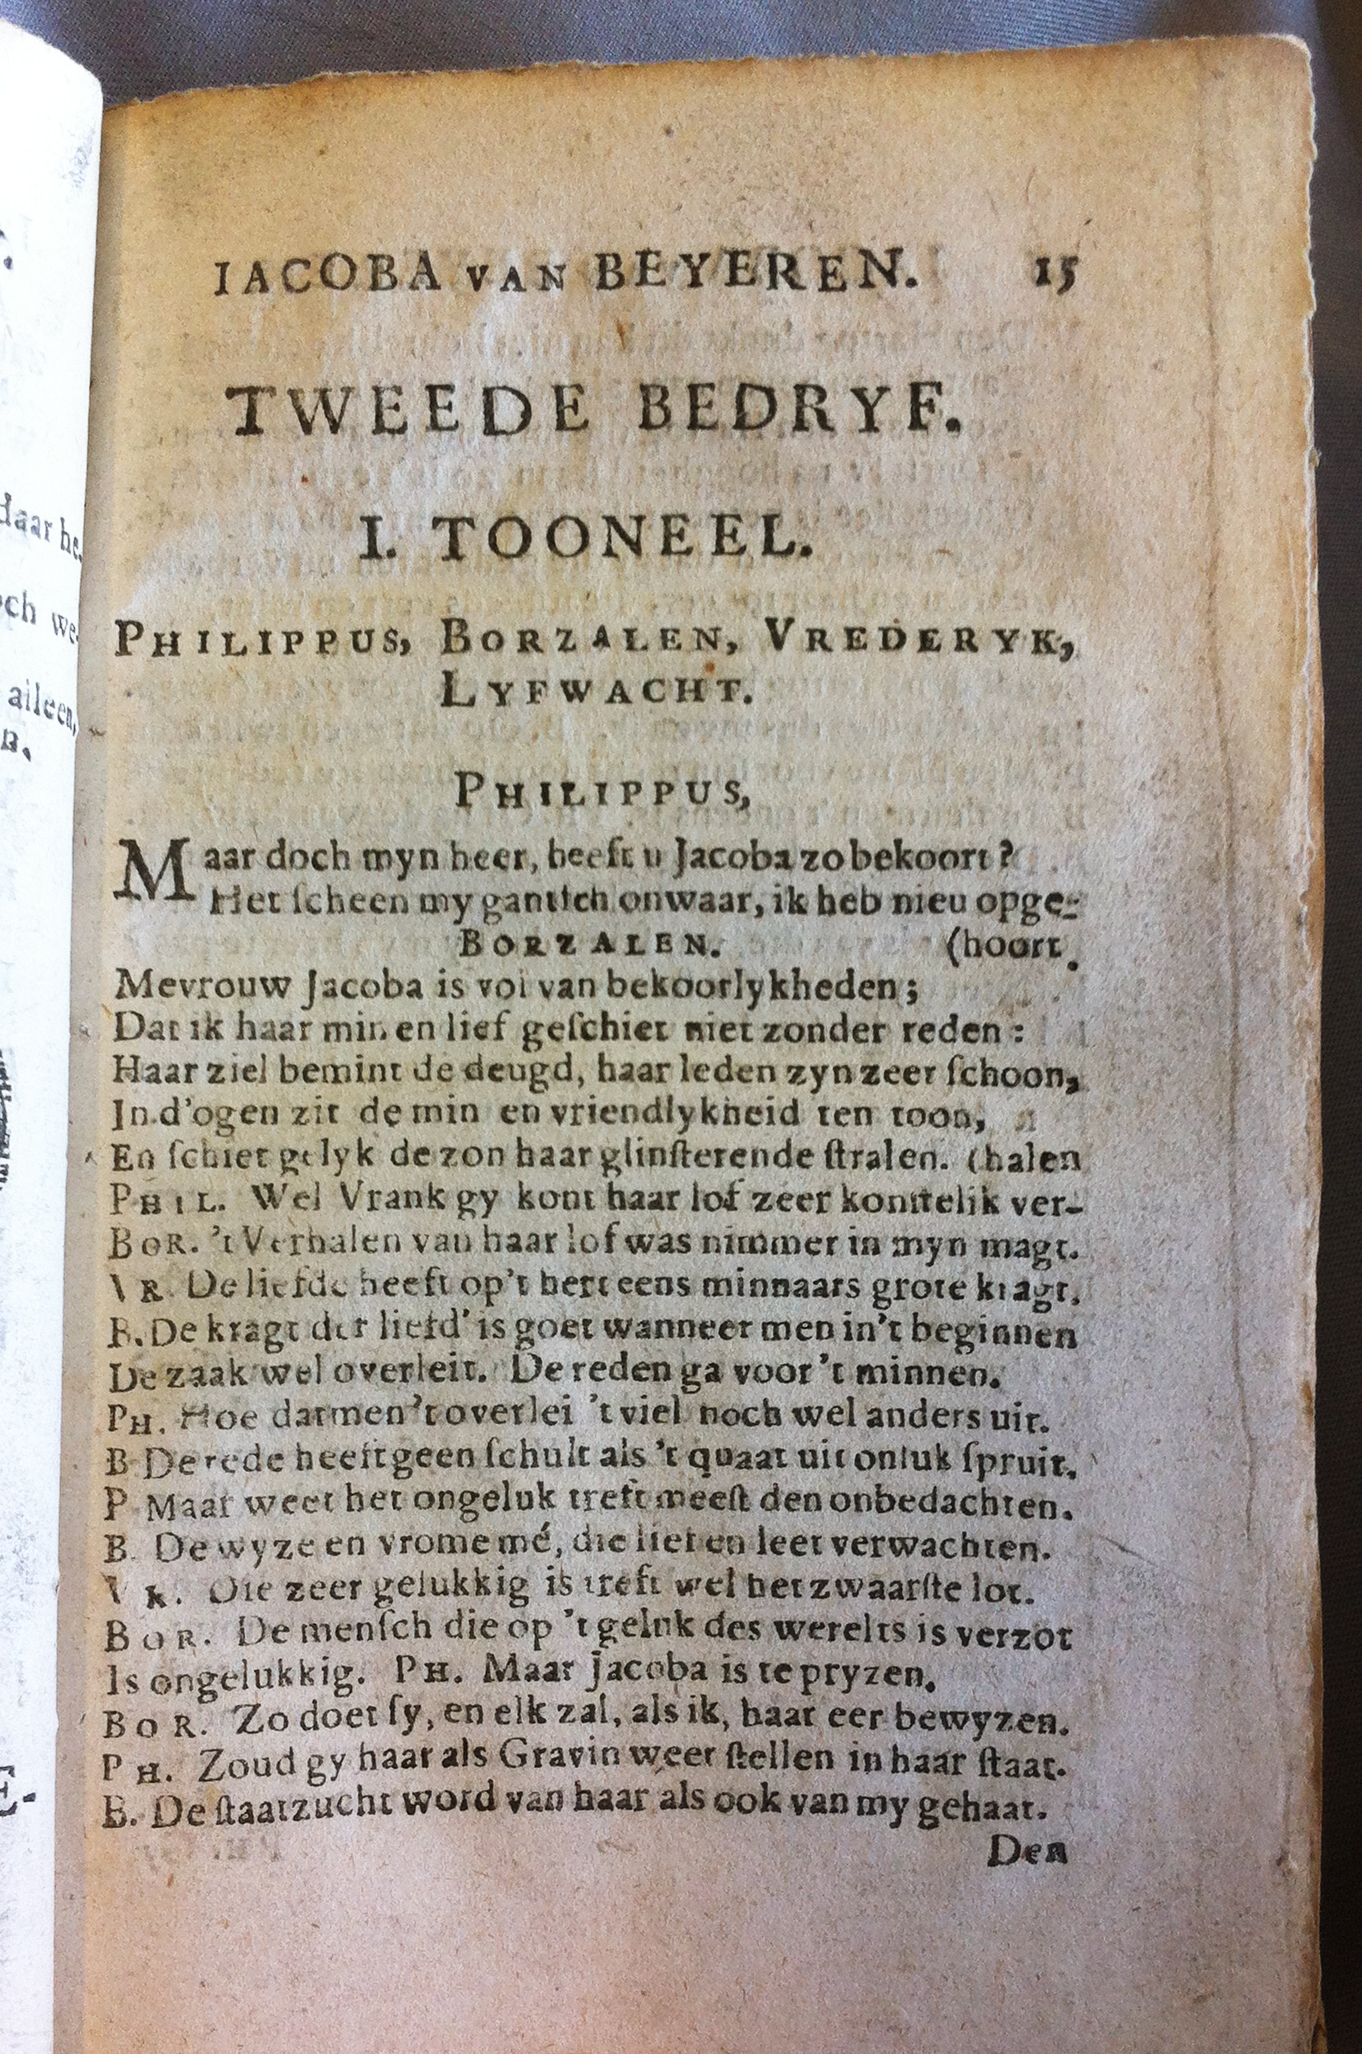 IACOBA VAN BEYEREN. 15
TWEEDE BEDRYF.
I. TOONEEL.
PHILIPPUS, BORZALEN, VREDERYK,
LYFWACHT.
PHILIPPUS,
Maar doch myn heer, heeft u Jacoba zo bekoort?
Het ſcheen my gantſch onwaar, ik heb nieu opge-
BORZALEN. (hoort.
Mevrouw Jacoba is vol van bekoorlykheden;
Dat ik haar min en lief geſchiet niet zonder reden:
Haar ziel bemint de deugd, haar leden zyn zeer ſchoon,
In d'ogen zit de min en vriendlykheid ten toon,
En ſchiet gelyk de zon haar glinſterende ſtralen. (halen
PHIL. Wel Vrank gy kont haar lof zeer konſtelik ver-
BOR. 't Verhalen van haar lof was nimmer in myn magt.
VR. De liefde heeft op't hert eens minnaars grote kragt.
B. De kragt der liefd' is goet wanneer men in't beginnen
De zaak wel overleit. De reden ga voor 't minnen.
PH. Hoe dat men 't overlei 't viel noch wel anders uit.
B De rede heeft geen ſchult als 't quaat uit onluk ſpruit.
P Maar weet het ongeluk treft meeſt den onbedachten.
B. De wyze en vrome mé, die liet en leet verwachten.
VR. Die zeer gelukkig is treft wel het zwaarſte lot.
BOR. De menſch die op 't geluk des werelts is verzot
Is ongelukkig. PH. Maar Jacoba is te pryzen.
BOR. Zo doet ſy, en elk zal, als ik, haar eer bewyzen.
PH. Zoud gy haar als Gravin weer ſtellen in haar ſtaat.
B. De ſtaatzucht word van haar als ook van my gehaat.
Den
Haar he-
och we-
aileen,
n.
E-